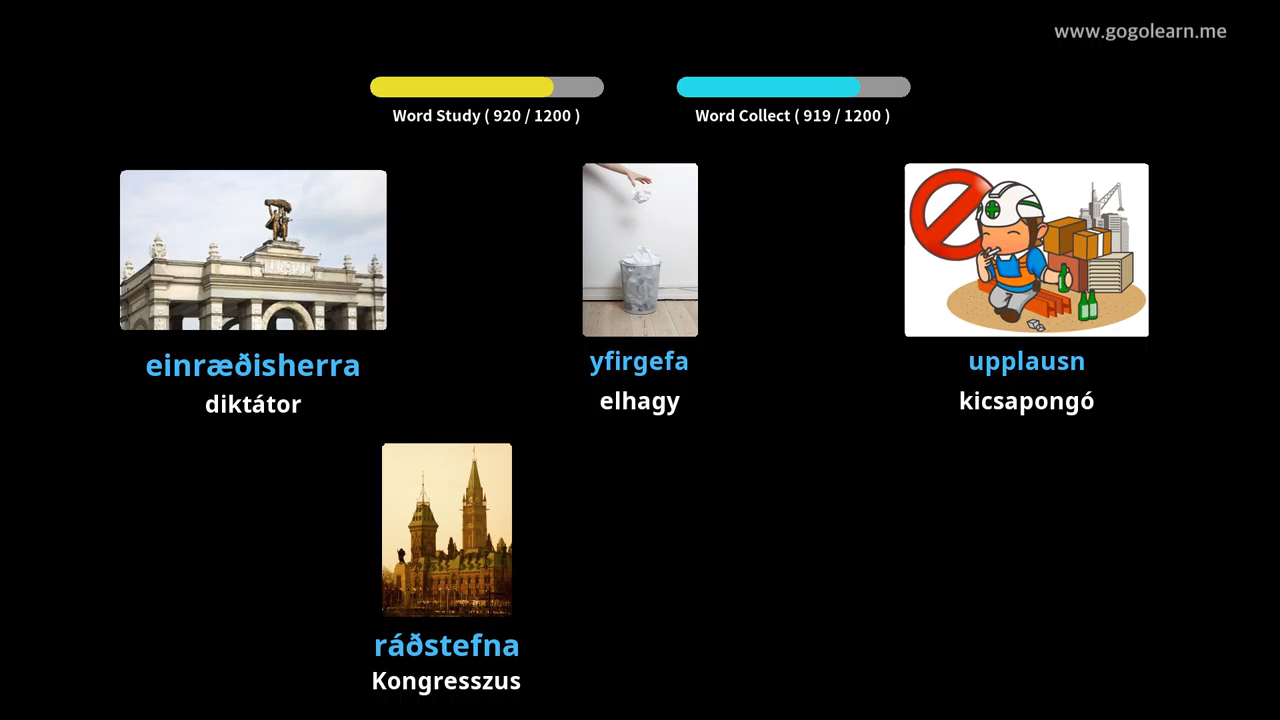 www.gogolearn.me
Word Study ( 920 / 1200 )
Word Collect ( 919 / 1200 )
einræðisherra
diktátor
yfirgefa
elhagy
upplausn
kicsapongó
ráðstefna
Kongresszus